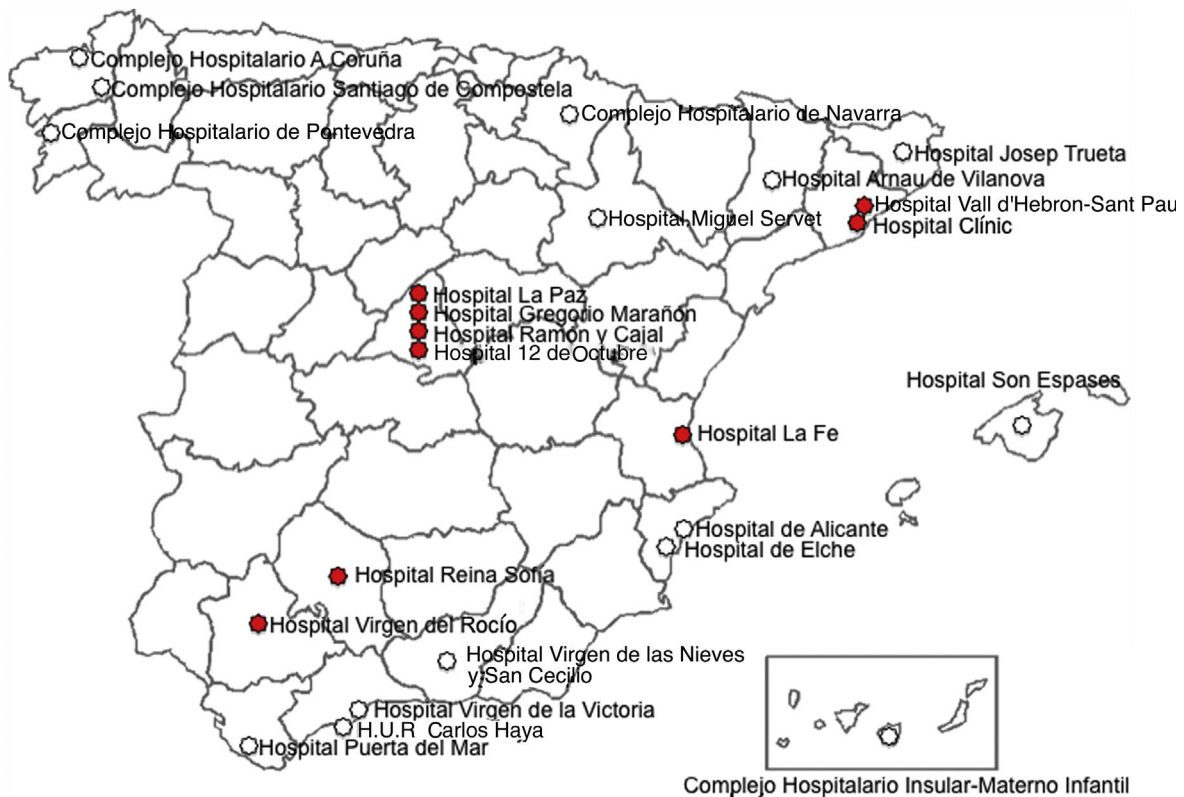 Complejo Hospitalario A Coruña
Complejo Hospitalario Santiago de Compostela
Complejo Hospitalario de Navarra
Complejo Hospitalario de Pontevedra
Hospital Josep Trueta
Hospital Arnau de Vilanova
Hospital Vall d'Hebron-Sant Pau
Hospital Miguel Servet
Hospital Clínic
Hospital La Paz
Hospital Gregorio Marañón
Hospital Ramón y Cajal
Hospital 12 de Octubre
Hospital Son Espases
Hospital La Fe
Hospital de Alicante
Hospital de Elche
Hospital Reina Sofía
Hospital Virgen del Rocío
Hospital Virgen de las Nieves
y San Cecilio
Hospital Virgen de la Victoria
H.U.R Carlos Haya
Hospital Puerta del Mar
Complejo Hospitalario Insular-Materno Infantil